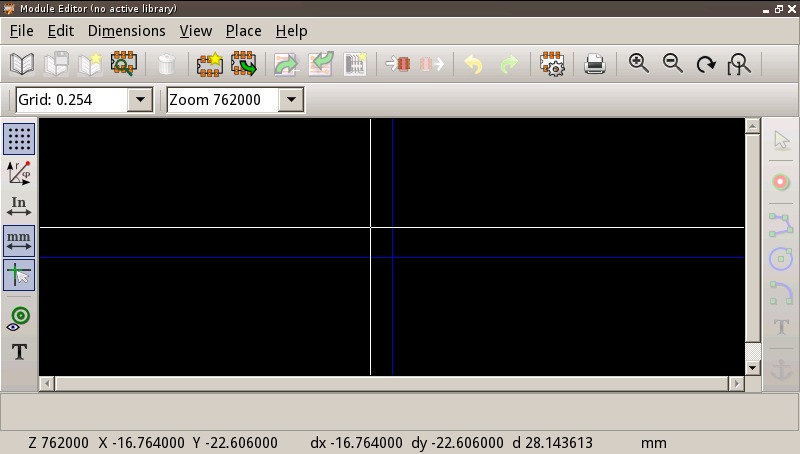 Module Editor (no active library)
File Edit Dimensions View Place Help
Grid: 0.254 Zoom 762000
r
φ
In
mm
T
T
Z 762000 X -16.764000 Y -22.606000 dx -16.764000 dy -22.606000 d 28.143613 mm